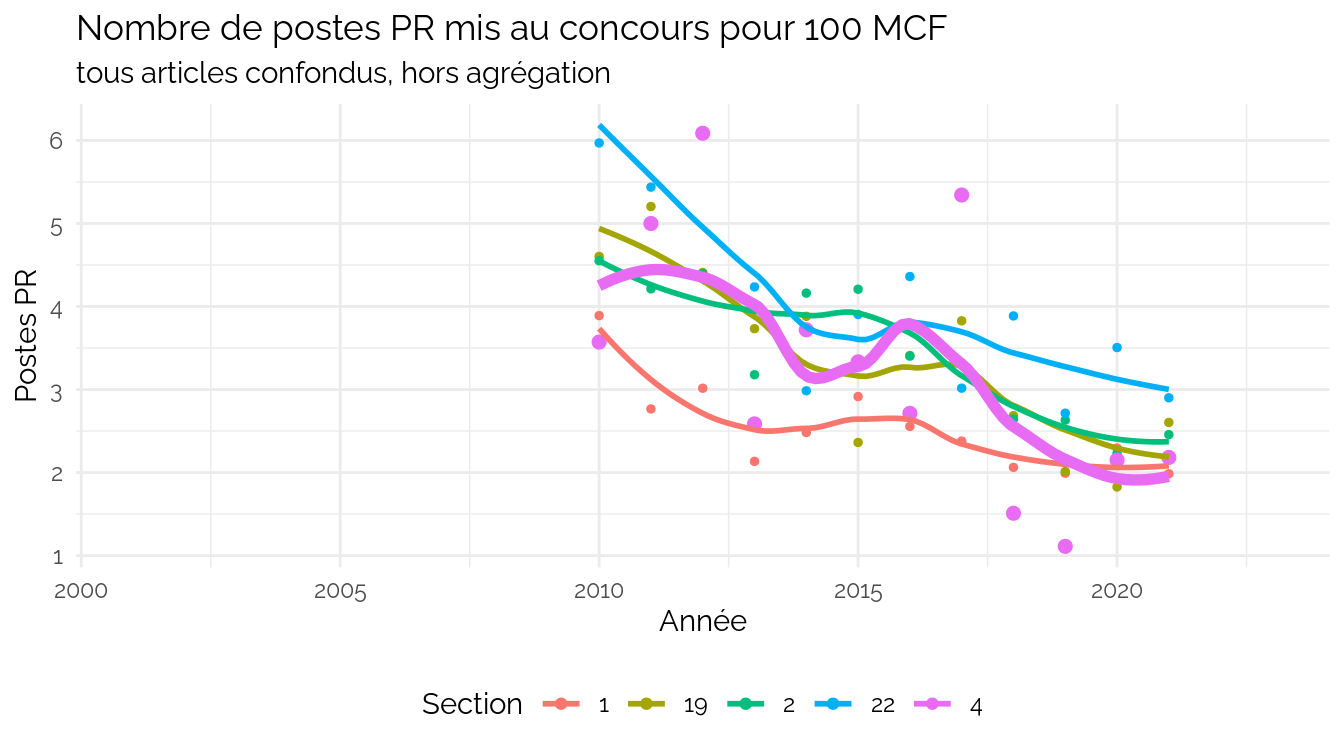 Nombre de postes PR mis au concours pour 100 MCF
tous articles confondus, hors agrégation
Postes PR
6
5
4
3
2
1
2000 2005 2010 2015 2020
Année
Section 1 19 2 22 4